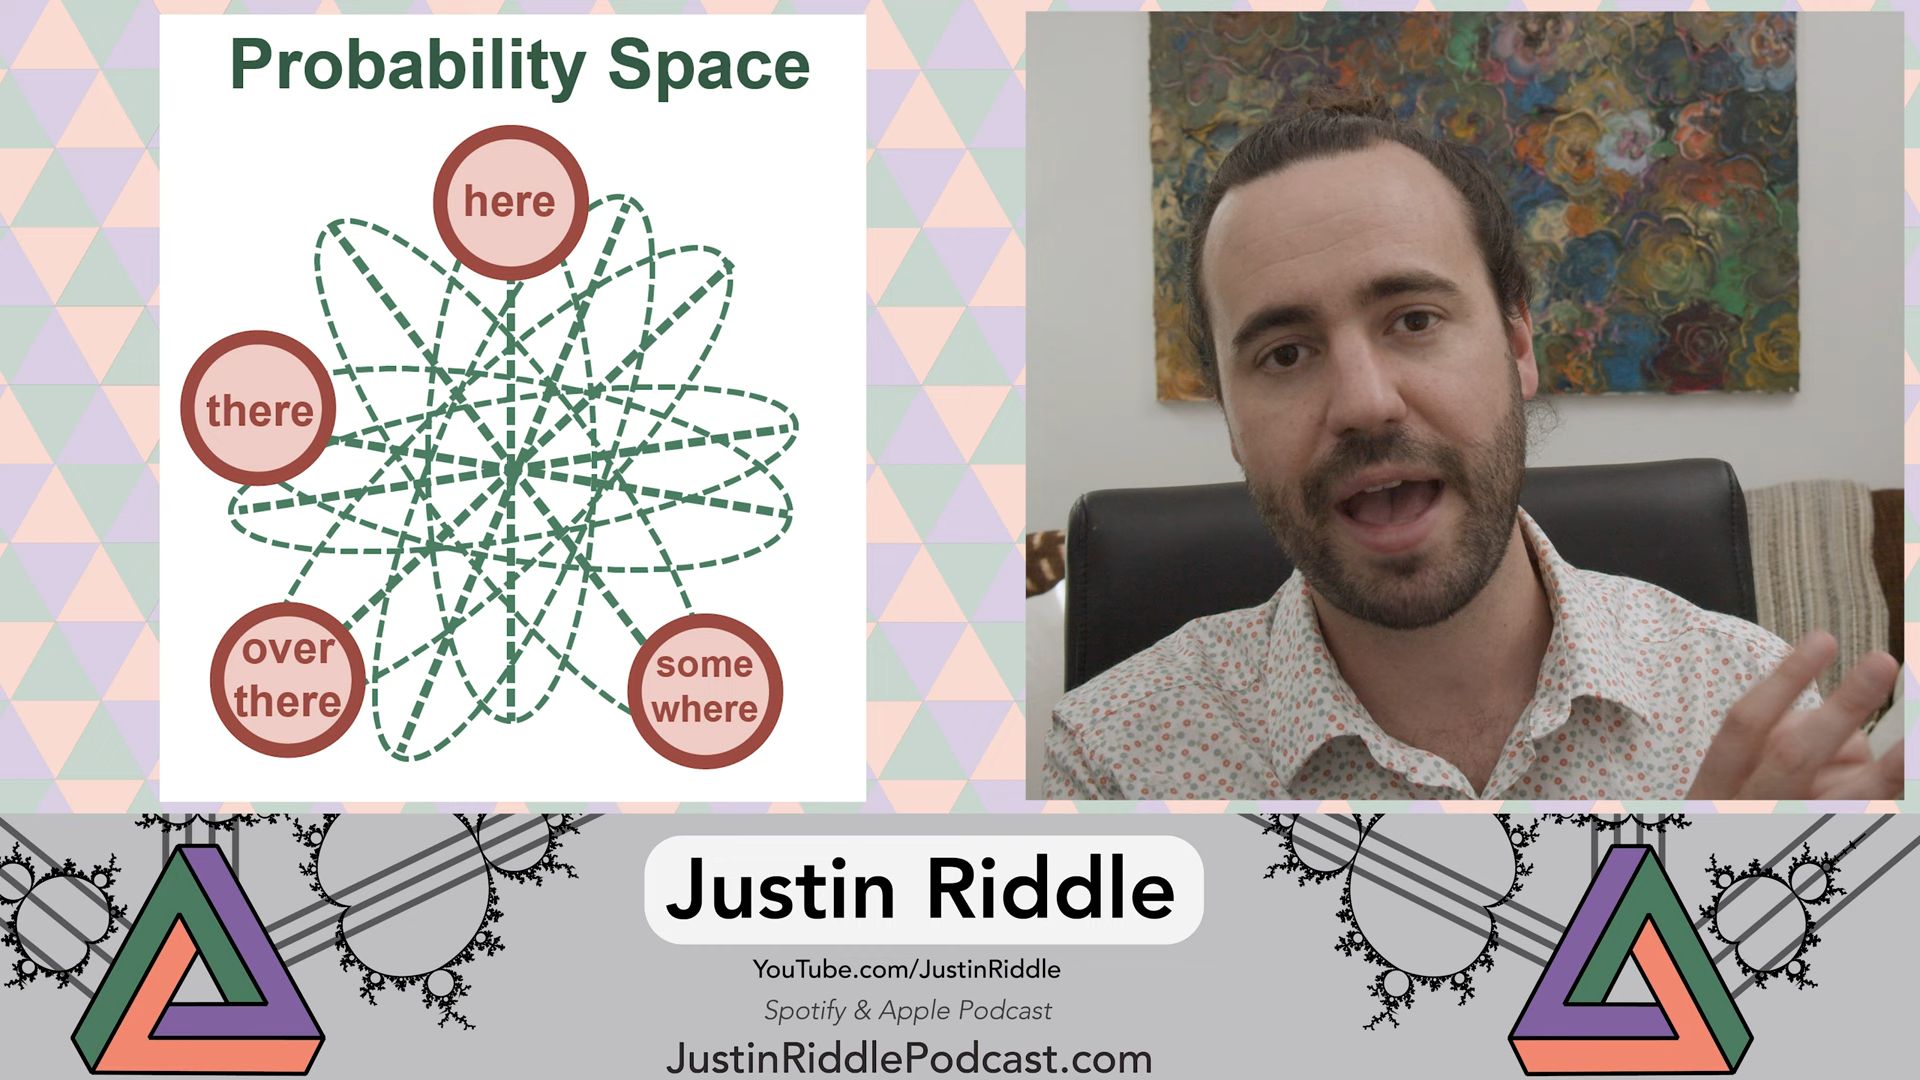 Probability Space
here
there
over
there
some
where
Justin Riddle
YouTube.com/JustinRiddle
Spotify & Apple Podcast
JustinRiddlePodcast.com